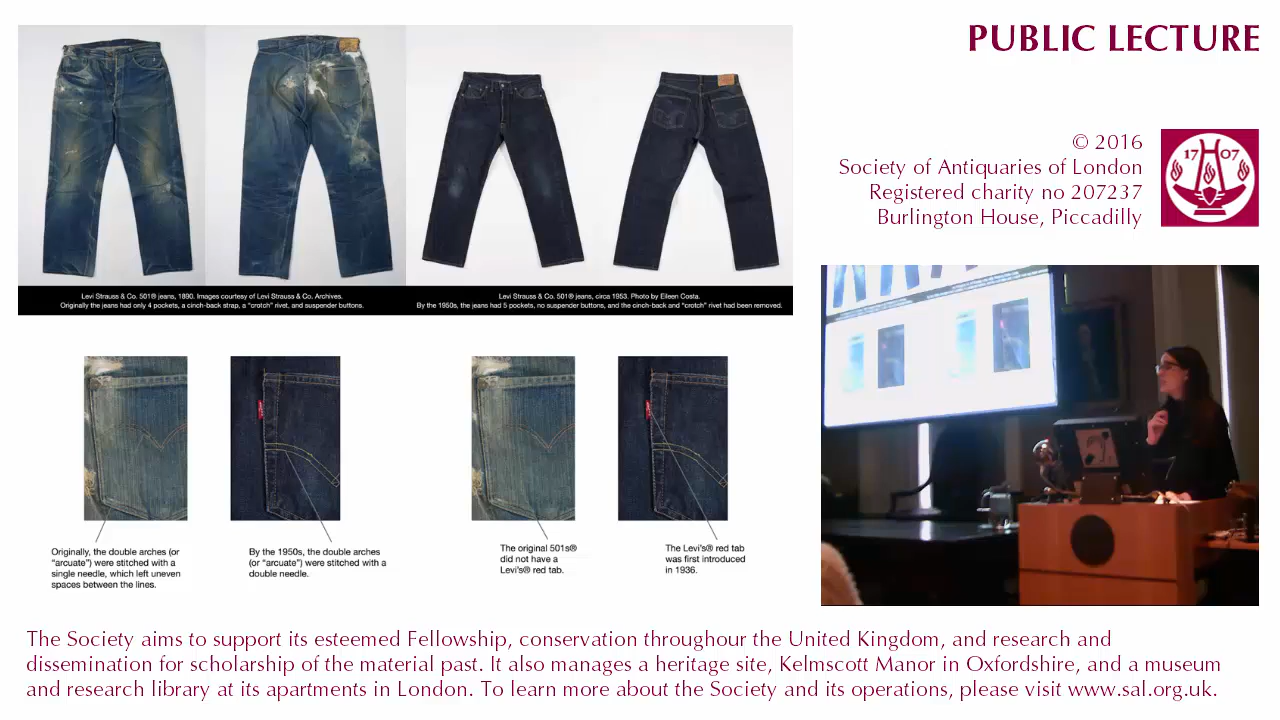 PUBLIC LECTURE
© 2016
Society of Antiquaries of London
Registered charity no 207237
Burlington House, Piccadilly
17 07
Levi Strauss & Co. 501® jeans, 1890. Images courtesy of Levi Strauss & Co. Archives.
Originally the jeans had only 4 pockets, a cinch-back strap, a "crotch" rivet, and suspender buttons.
Levi Strauss & Co. 501® jeans, circa 1953. Photo by Eileen Costa.
By the 1950s, the jeans had 5 pockets, no suspender buttons, and the cinch-back and "crotch" rivet had been removed.
Originally, the double arches (or
"arcuate") were stitched with a
single needle, which left uneven
spaces between the lines.
By the 1950s, the double arches
(or "arcuate") were stitched with a
double needle.
The original 501s®
did not have a
Levi's® red tab.
The Levi's® red tab
was first introduced
in 1936.
The Society aims to support its esteemed Fellowship, conservation throughour the United Kingdom, and research and
dissemination for scholarship of the material past. It also manages a heritage site, Kelmscott Manor in Oxfordshire, and a museum
and research library at its apartments in London. To learn more about the Society and its operations, please visit www.sal.org.uk.